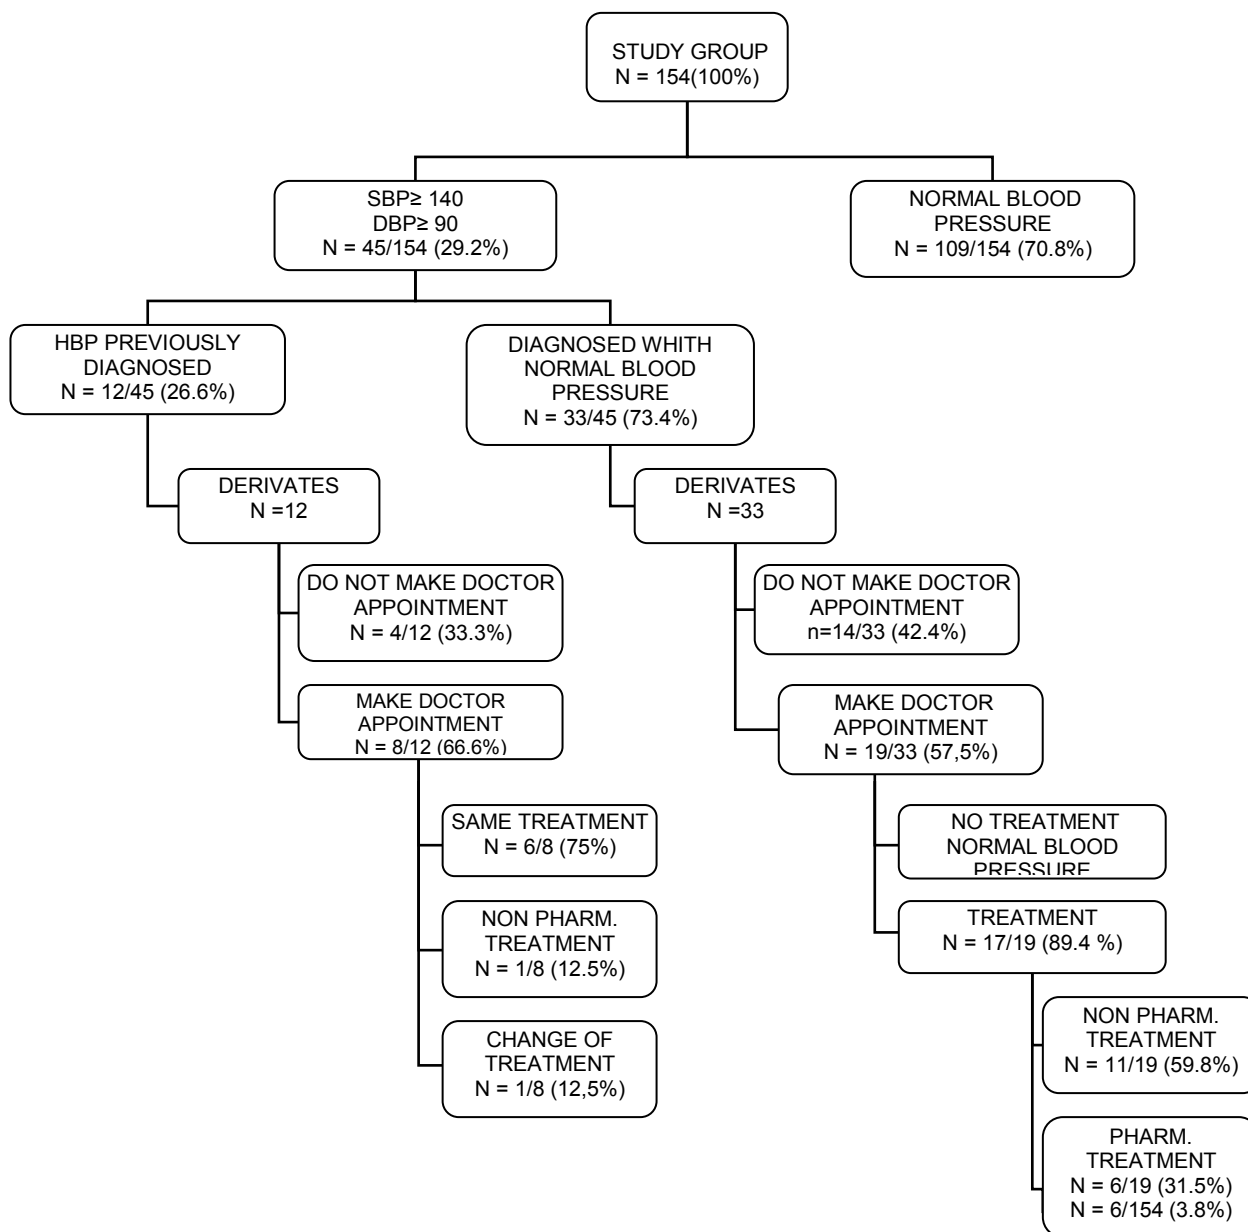 STUDY GROUP
N = 154(100%)
SBP≥ 140
DBP≥ 90
N = 45/154 (29.2%)
NORMAL BLOOD
PRESSURE
N = 109/154 (70.8%)
HBP PREVIOUSLY
DIAGNOSED
N = 12/45 (26.6%)
DIAGNOSED WHITH
NORMAL BLOOD
PRESSURE
N = 33/45 (73.4%)
DERIVATES
N =12
DERIVATES
N =33
DO NOT MAKE DOCTOR
APPOINTMENT
N = 4/12 (33.3%)
DO NOT MAKE DOCTOR
APPOINTMENT
n=14/33 (42.4%)
MAKE DOCTOR
APPOINTMENT
N = 8/12 (66.6%)
MAKE DOCTOR
APPOINTMENT
N = 19/33 (57,5%)
SAME TREATMENT
N = 6/8 (75%)
NO TREATMENT
NORMAL BLOOD
PRESSURE
NON PHARM.
TREATMENT
N = 1/8 (12.5%)
TREATMENT
N = 17/19 (89.4 %)
CHANGE OF
TREATMENT
N = 1/8 (12,5%)
NON PHARM.
TREATMENT
N = 11/19 (59.8%)
PHARM.
TREATMENT
N = 6/19 (31.5%)
N = 6/154 (3.8%)